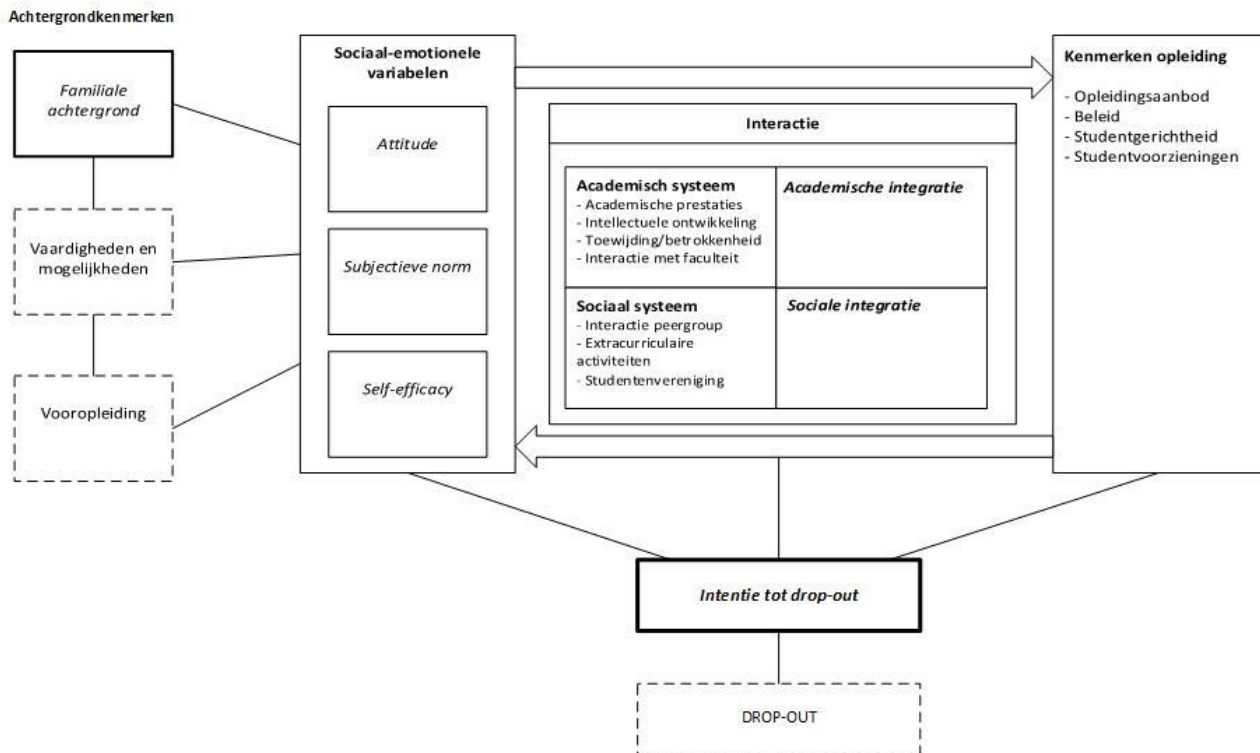 Achtergrondkenmerken
Familiale
achtergrond
Vaardigheden en
mogelijkheden
Vooropleiding
Sociaal-emotionele
variabelen
Attitude
Subjectieve norm
Self-efficacy
Interactie
Academisch systeem
- Academische prestaties
- Intellectuele ontwikkeling
- Toewijding/betrokkenheid
- Interactie met faculteit
Academische integratie
Sociaal systeem
- Interactie peergroup
- Extracurriculaire
activiteiten
- Studentenvereniging
Sociale integratie
Kenmerken opleiding
- Opleidingsaanbod
- Beleid
- Studentgerichtheid
- Studentvoorzieningen
Intentie tot drop-out
DROP-OUT